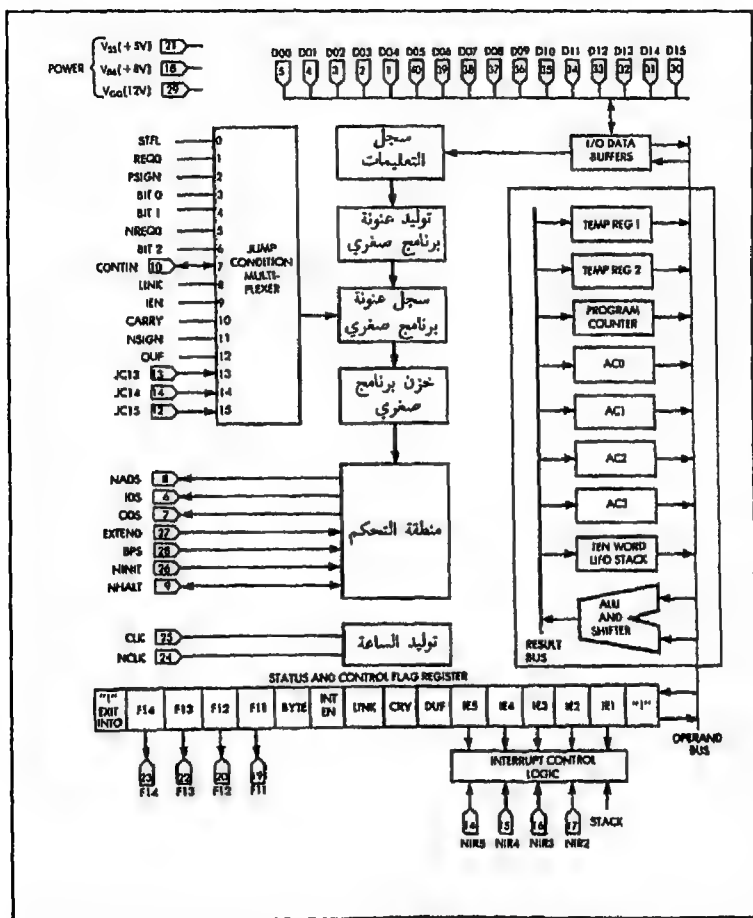 VSS(+5V) 21
POWER VB6(+8V) 18
VGG(12V) 29
D00 D01 D02 D03 D04 D05 D06 D07 D08 D09 D10 D11 D12 D13 D14 D15
5 4 3 2 1 40 39 38 37 36 35 34 33 32 31 30
I/O DATA
BUFFERS
سجل
التعليمات
توليد عنونة
برنامج صغري
سجل عنونة
برنامج صغري
خزن برنامج
صغري
STFL 0
REQ0 1
PSIGN 2
BIT 0 3
BIT 1 4
NREQ0 5
BIT 2 6
CONTIN 10 7
LINK 8
IEN 9
CARRY 10
NSIGN 11
OUF 12
JC13 13 13
JC14 14 14
JC15 12 15
JUMP
CONDITION
MULTI-
PLEXER
TEMP REG 1
TEMP REG 2
PROGRAM
COUNTER
AC0
AC1
AC2
AC3
TEN WORD
LIFO STACK
ALU
AND
SHIFTER
RESULT
BUS
NADS 8
IDS 6
ODS 7
EXTEND 27
BPS 28
NINIT 26
NHALT 9
منطقة التحكم
CLK 25
NCLK 24
توليد الساعة
STATUS AND CONTROL FLAG REGISTER
"1" EXIT INTO F14 F13 F12 F11 BYTE INT EN LINK CRY OUF IE5 IE4 IE3 IE2 IE1 "1"
OPERAND
BUS
23 22 20 19
F14 F13 F12 F11
INTERRUPT CONTROL
LOGIC
14 15 16 17 STACK
NIR5 NIR4 NIR3 NIR2